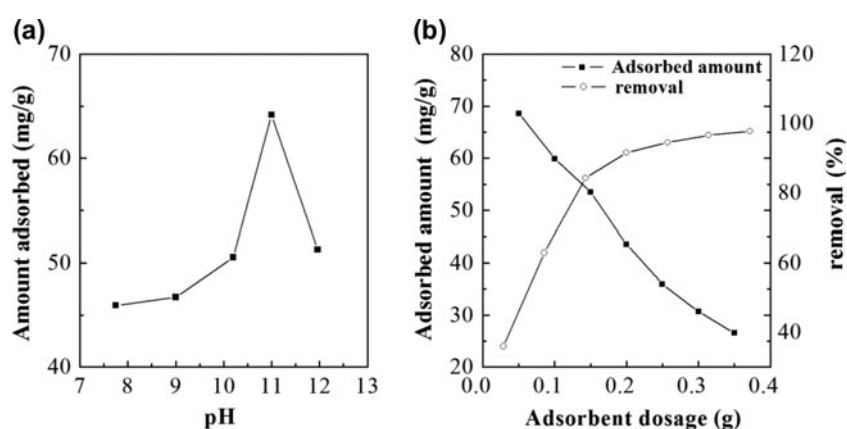 (a)
70
60
50
40
Amount adsorbed (mg/g)
7 8 9 10 11 12 13
pH
(b)
80
70
60
50
40
30
20
Adsorbed amount (mg/g)
Adsorbed amount
removal
120
100
80
60
40
removal (%)
0.0 0.1 0.2 0.3 0.4
Adsorbent dosage (g)